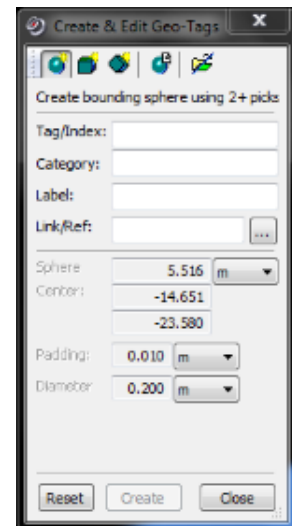 Create & Edit Geo-Tags
Create bounding sphere using 2+ picks
Tag/Index:
Category:
Label:
Link/Ref: ...
Sphere 5.516 m
Center: -14.651
-23.580
Padding: 0.010 m
Diameter 0.200 m
Reset Create Close